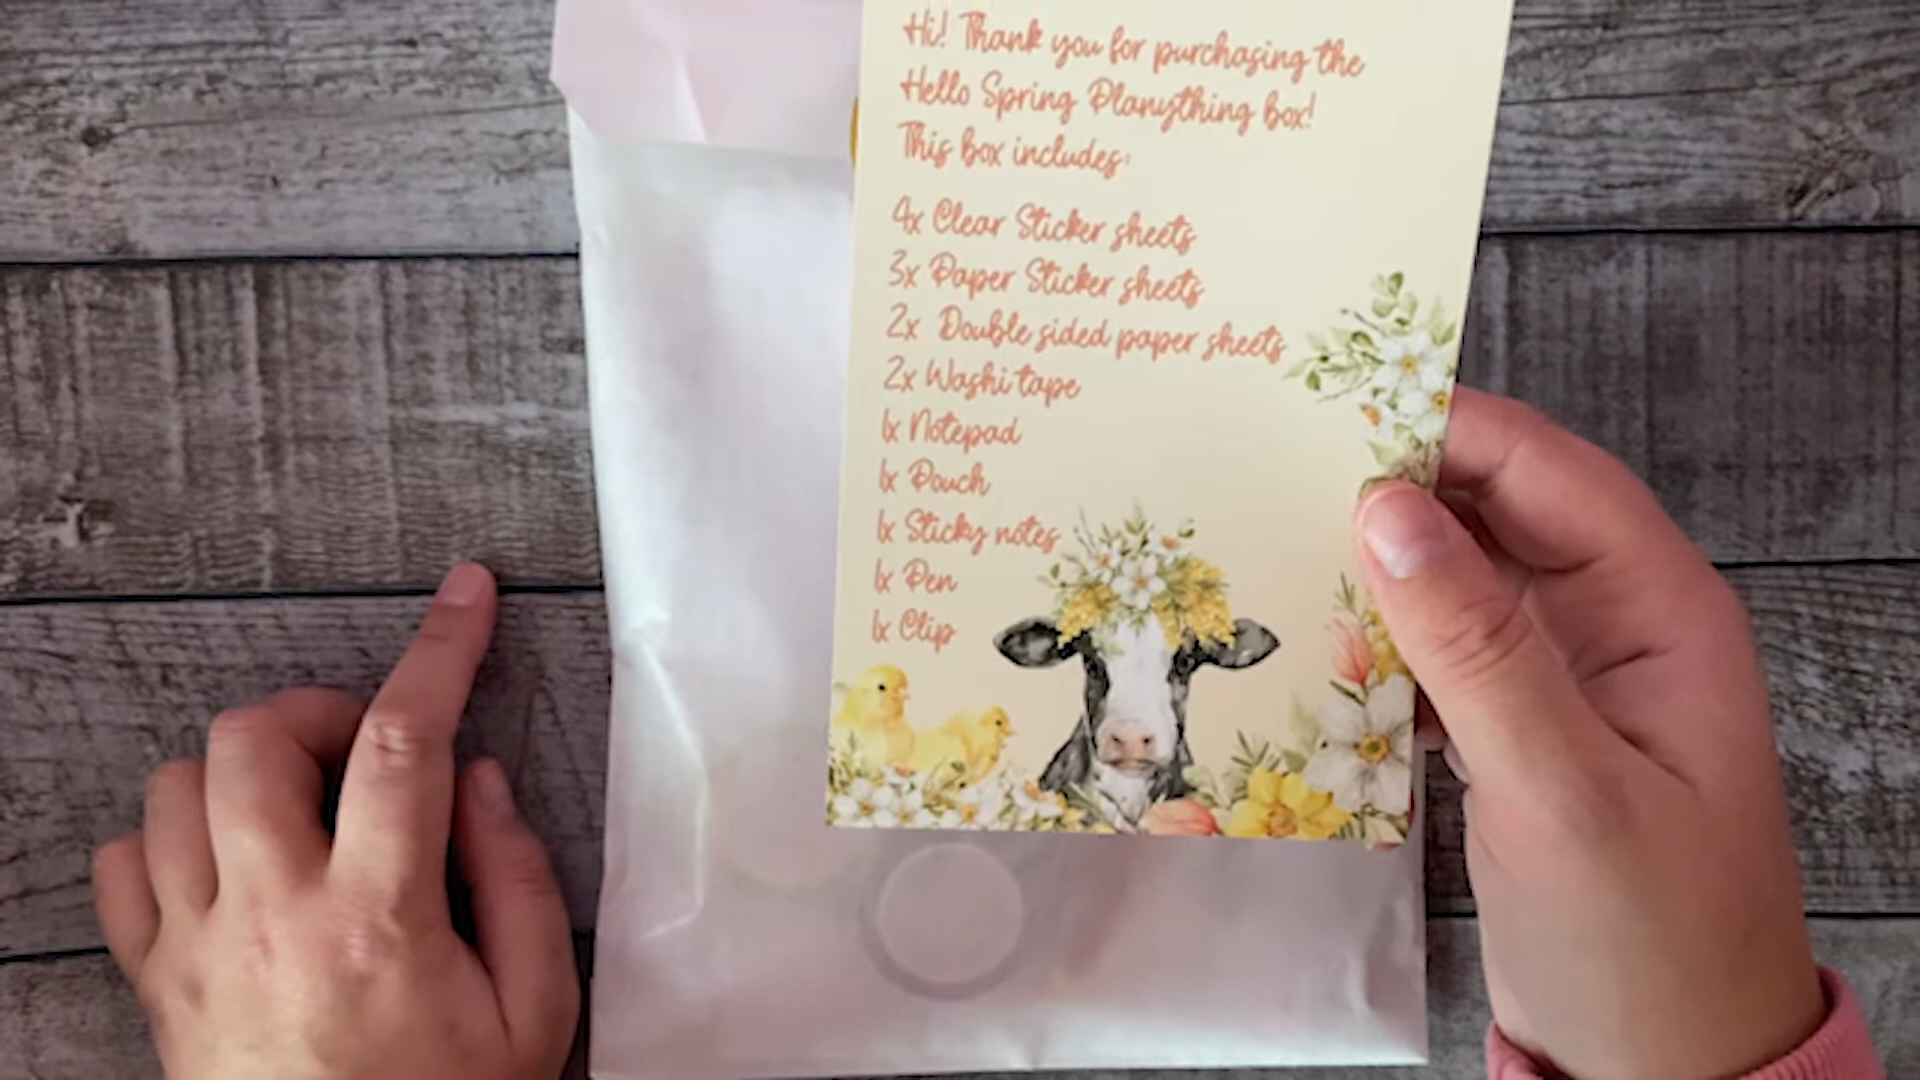 Hi! Thank you for purchasing the
Hello Spring Planything box!
This box includes:
4x Clear Sticker sheets
3x Paper Sticker sheets
2x Double sided paper sheets
2x Washi tape
1x Notepad
1x Pouch
1x Sticky notes
1x Pen
1x Clip